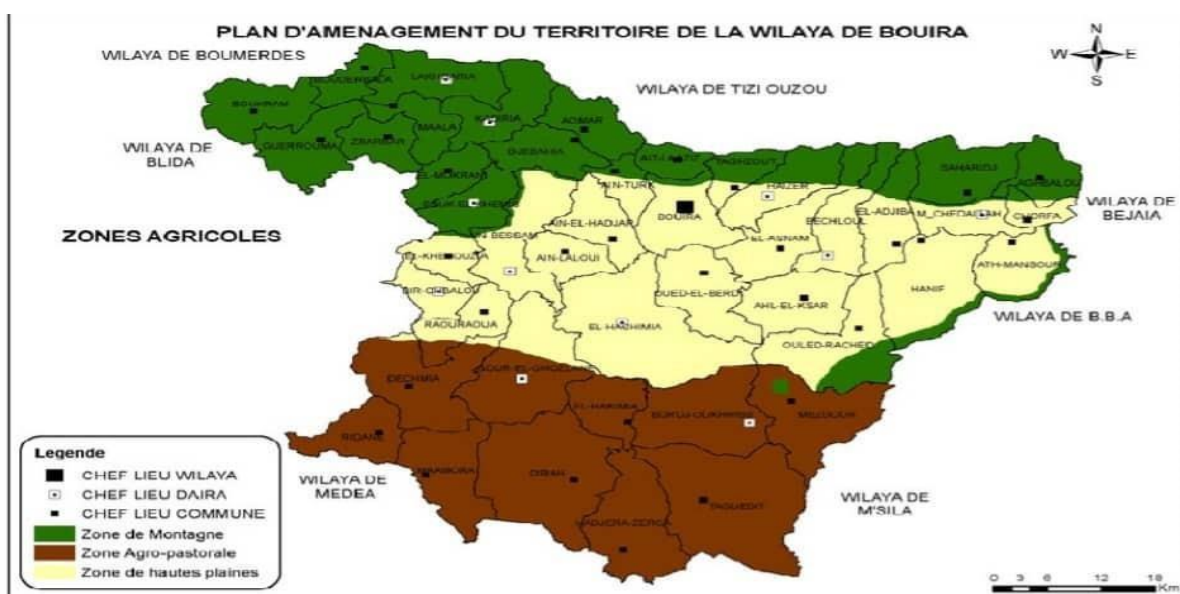 PLAN D'AMENAGEMENT DU TERRITOIRE DE LA WILAYA DE BOUIRA
N
W E
S
WILAYA DE BOUMERDES
WILAYA DE TIZI OUZOU
WILAYA DE BLIDA
WILAYA DE BEJAIA
ZONES AGRICOLES
WILAYA DE B.B.A
WILAYA DE MEDEA
WILAYA DE M'SILA
LAKHDARIA
BOUKRAM
MAALA
KADIRIA
AOMAR
GUERROUMA
ZBARBAR
DJEBAHIA
TAGHZOUT
SAHARIDJ
AGHBALOU
EL-MOKRANI
AIN-TURK
HAIZER
AIN-EL-HADJAR
BOUIRA
BECHLOUL
EL-ADJIBA
CHORFA
AIN-LALOUI
EL-ASNAM
ATH-MANSOUR
OUED-EL-BERDI
AHL-EL-KSAR
HANIF
RAOURAOUA
EL-HACHIMIA
OULED-RACHED
DECHMIA
EL-HAKIMIA
RIDANE
DIRAH
TAGUEDIT
HADJERA-ZERGA
Legende
CHEF LIEU WILAYA
CHEF LIEU DAIRA
CHEF LIEU COMMUNE
Zone de Montagne
Zone Agro-pastorale
Zone de hautes plaines
0 3 6 12 18
Km